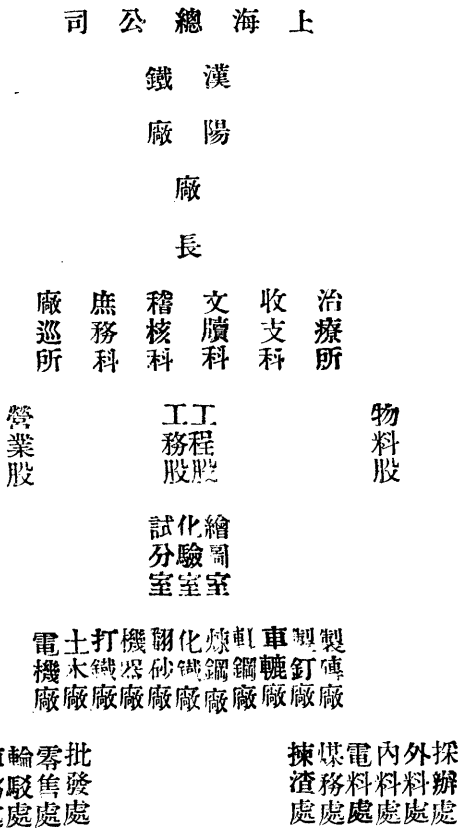 上海總公司
漢陽
鐵廠
廠長
治療所
收支科
文牘科
稽核科
庶務科
廠巡所
物料股
工程股
工務股
營業股
繪圖室
化驗室
試分室
製磚廠
製釘廠
車轆廠
軋鋼廠
煉鋼廠
化鐵廠
翻砂廠
機器廠
打鐵廠
土木廠
電機廠
採辦處
外料處
內料處
電料處
煤務處
揀渣處
批發處
零售處
輪駁處